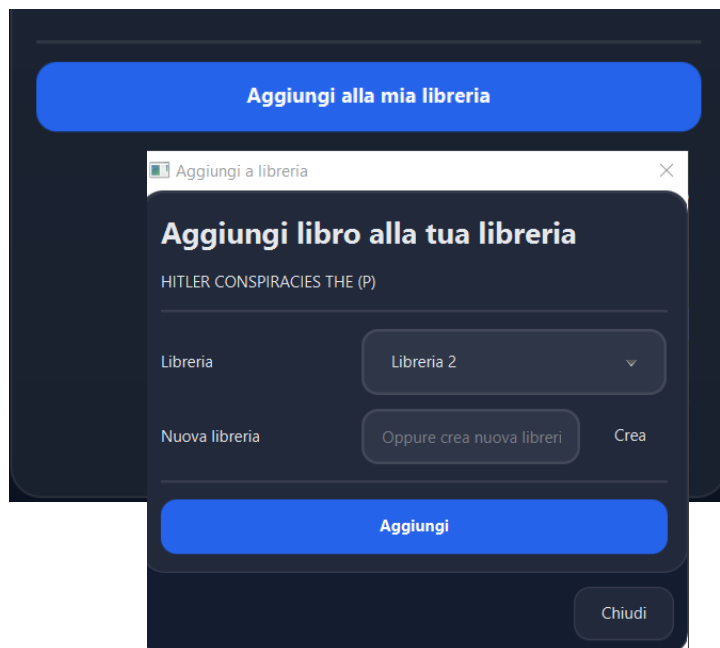 Aggiungi alla mia libreria
Aggiungi a libreria
Aggiungi libro alla tua libreria
HITLER CONSPIRACIES THE (P)
Libreria
Libreria 2
Nuova libreria
Oppure crea nuova libreri
Crea
Aggiungi
Chiudi